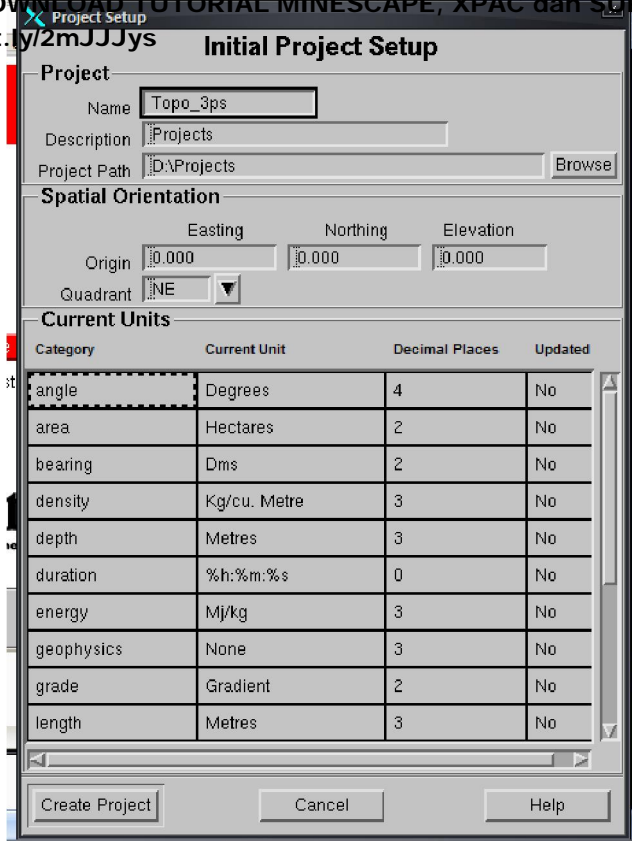 DOWNLOAD TUTORIAL MINESCAPE, XPAC dan
Project Setup
t.ly/2mJJJys
Initial Project Setup
Project
Name Topo_3ps
Description Projects
Project Path D:\Projects Browse
Spatial Orientation
Easting Northing Elevation
Origin 0.000 0.000 0.000
Quadrant NE
Current Units
Category Current Unit Decimal Places Updated
angle Degrees 4 No
area Hectares 2 No
bearing Dms 2 No
density Kg/cu. Metre 3 No
depth Metres 3 No
duration %h:%m:%s 0 No
energy Mj/kg 3 No
geophysics None 3 No
grade Gradient 2 No
length Metres 3 No
Create Project Cancel Help